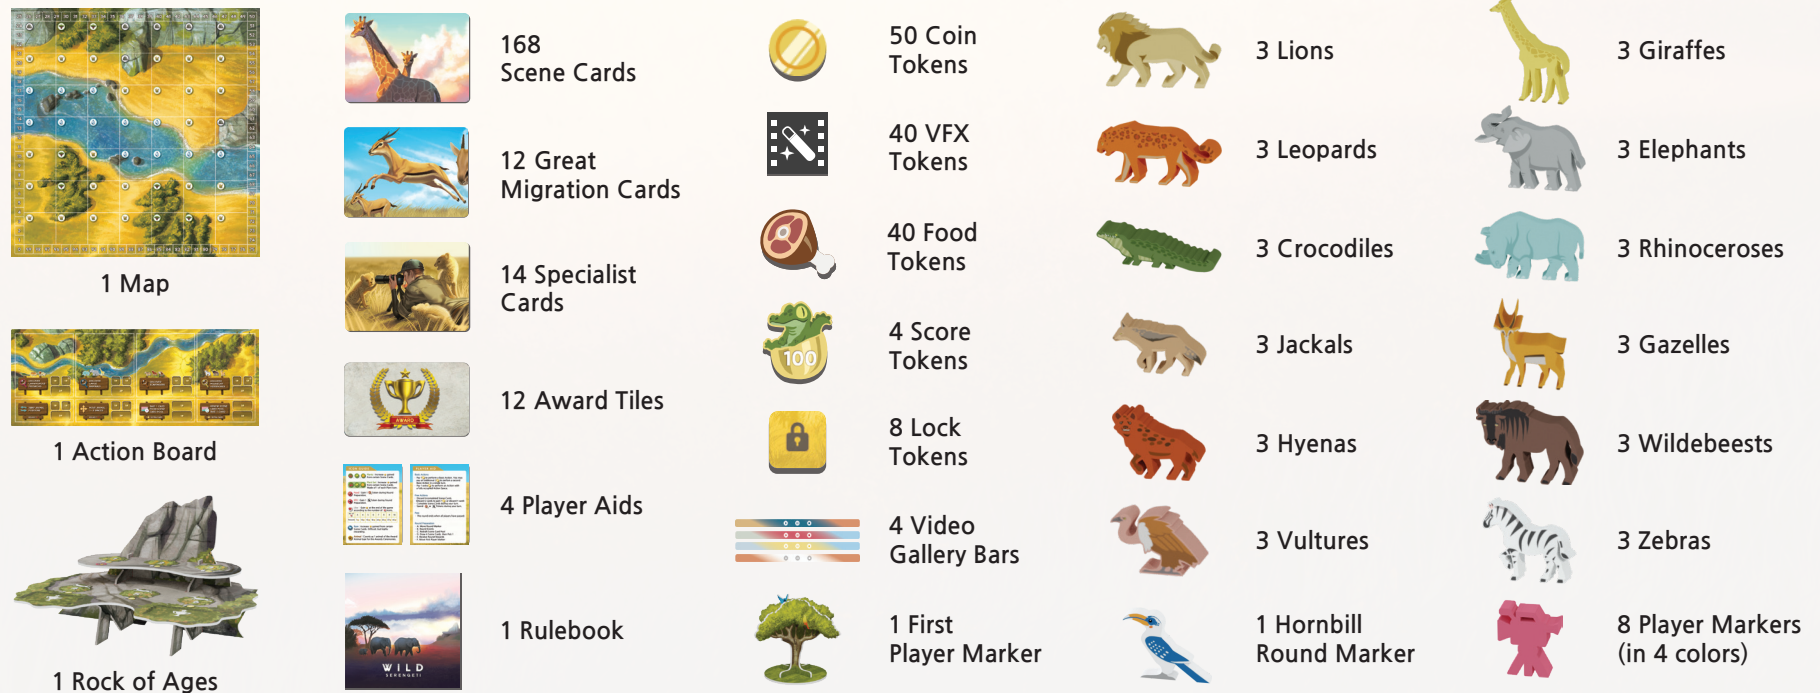 1 Map
1 Action Board
1 Rock of Ages
168
Scene Cards
12 Great
Migration Cards
14 Specialist
Cards
AWARD
12 Award Tiles
4 Player Aids
WILD
SERENGETI
1 Rulebook
50 Coin
Tokens
40 VFX
Tokens
40 Food
Tokens
100
4 Score
Tokens
8 Lock
Tokens
4 Video
Gallery Bars
1 First
Player Marker
3 Lions
3 Leopards
3 Crocodiles
3 Jackals
3 Hyenas
3 Vultures
1 Hornbill
Round Marker
3 Giraffes
3 Elephants
3 Rhinoceroses
3 Gazelles
3 Wildebeests
3 Zebras
8 Player Markers
(in 4 colors)